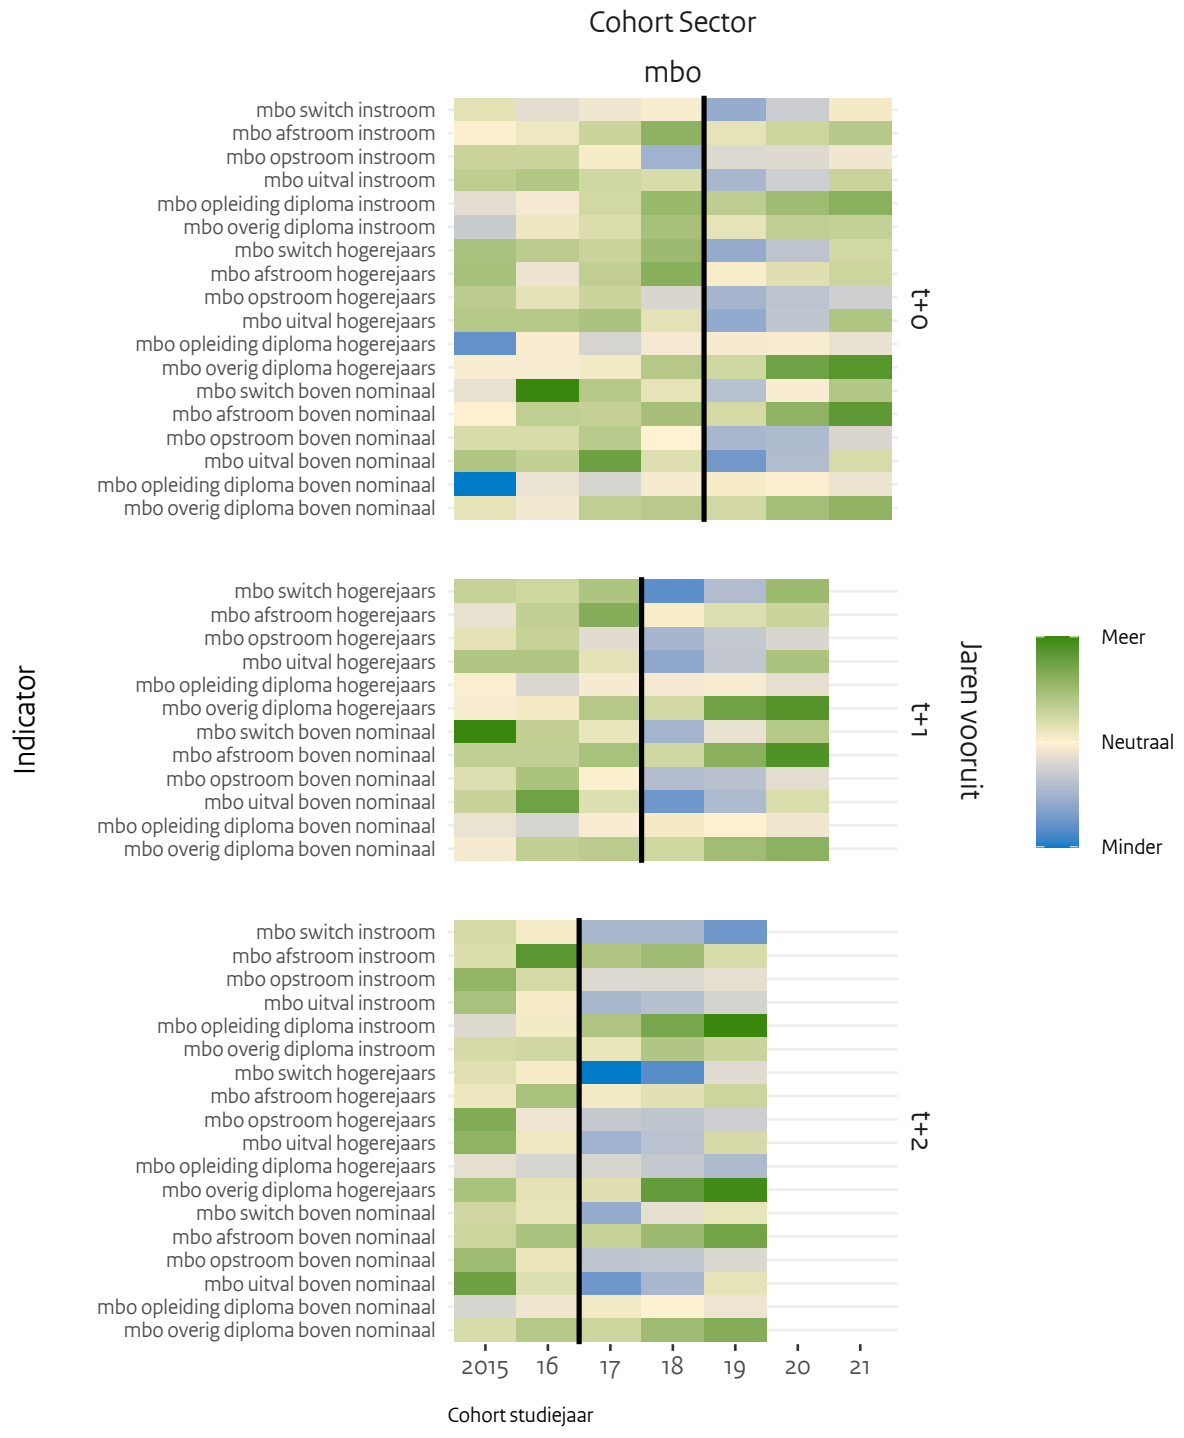 Cohort Sector
mbo
mbo switch instroom
mbo afstroom instroom
mbo opstroom instroom
mbo uitval instroom
mbo opleiding diploma instroom
mbo overig diploma instroom
mbo switch hogerejaars
mbo afstroom hogerejaars
mbo opstroom hogerejaars
mbo uitval hogerejaars
mbo opleiding diploma hogerejaars
mbo overig diploma hogerejaars
mbo switch boven nominaal
mbo afstroom boven nominaal
mbo opstroom boven nominaal
mbo uitval boven nominaal
mbo opleiding diploma boven nominaal
mbo overig diploma boven nominaal
t+0
mbo switch hogerejaars
mbo afstroom hogerejaars
mbo opstroom hogerejaars
mbo uitval hogerejaars
mbo opleiding diploma hogerejaars
mbo overig diploma hogerejaars
mbo switch boven nominaal
mbo afstroom boven nominaal
mbo opstroom boven nominaal
mbo uitval boven nominaal
mbo opleiding diploma boven nominaal
mbo overig diploma boven nominaal
t+1
mbo switch instroom
mbo afstroom instroom
mbo opstroom instroom
mbo uitval instroom
mbo opleiding diploma instroom
mbo overig diploma instroom
mbo switch hogerejaars
mbo afstroom hogerejaars
mbo opstroom hogerejaars
mbo uitval hogerejaars
mbo opleiding diploma hogerejaars
mbo overig diploma hogerejaars
mbo switch boven nominaal
mbo afstroom boven nominaal
mbo opstroom boven nominaal
mbo uitval boven nominaal
mbo opleiding diploma boven nominaal
mbo overig diploma boven nominaal
t+2
2015 16 17 18 19 20 21
Cohort studiejaar
Indicator
Jaren vooruit
Meer
Neutraal
Minder